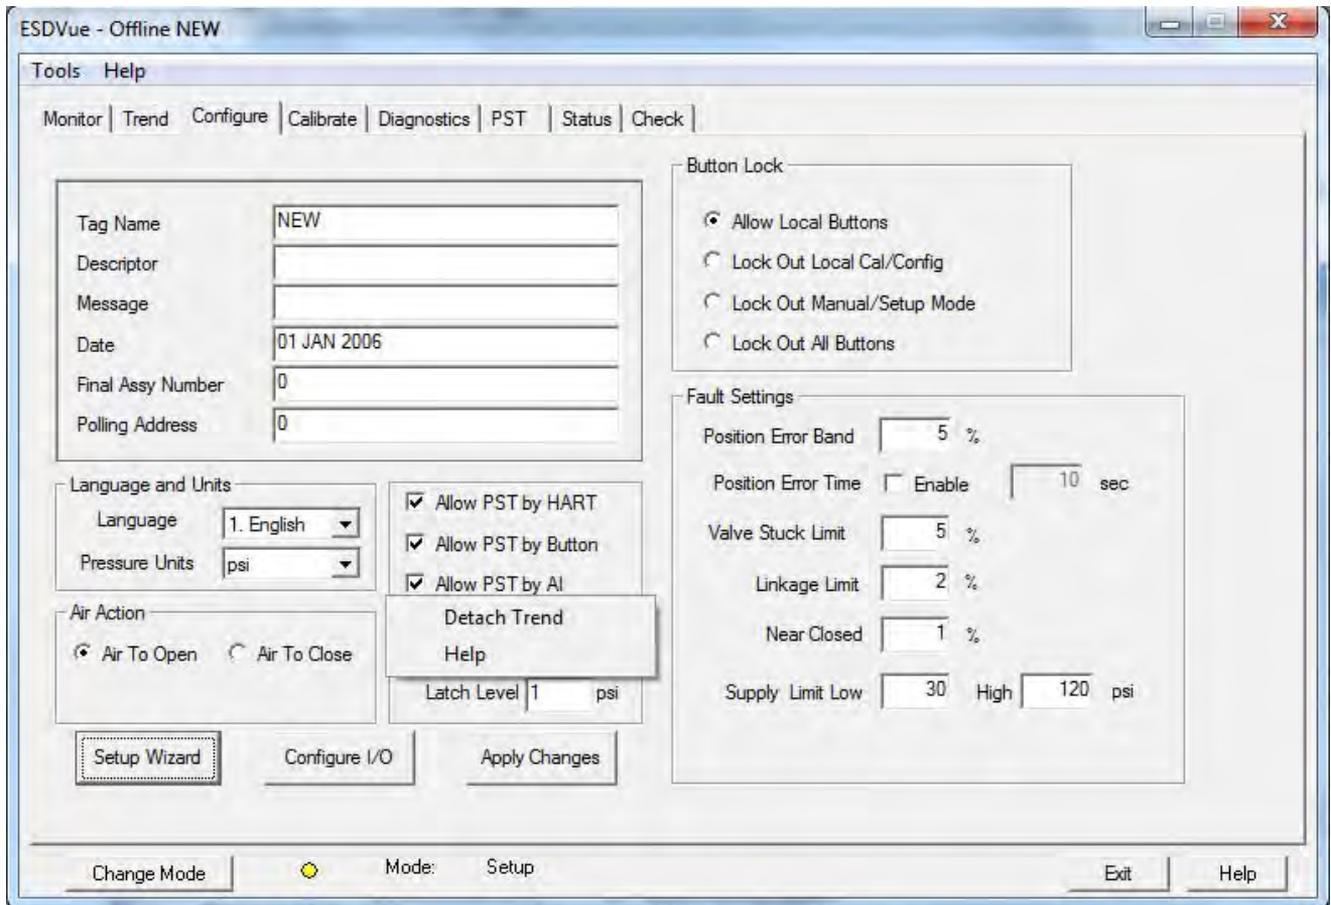 ESDVue - Offline NEW
Tools Help
Monitor Trend Configure Calibrate Diagnostics PST Status Check
Tag Name NEW
Descriptor
Message
Date 01 JAN 2006
Final Assy Number 0
Polling Address 0
Language and Units
Language 1. English
Pressure Units psi
Air Action
Air To Open Air To Close
Allow PST by HART
Allow PST by Button
Allow PST by AI
Detach Trend
Help
Latch Level 1 psi
Setup Wizard Configure I/O Apply Changes
Button Lock
Allow Local Buttons
Lock Out Local Cal/Config
Lock Out Manual/Setup Mode
Lock Out All Buttons
Fault Settings
Position Error Band 5 %
Position Error Time Enable 10 sec
Valve Stuck Limit 5 %
Linkage Limit 2 %
Near Closed 1 %
Supply Limit Low 30 High 120 psi
Change Mode Mode: Setup Exit Help